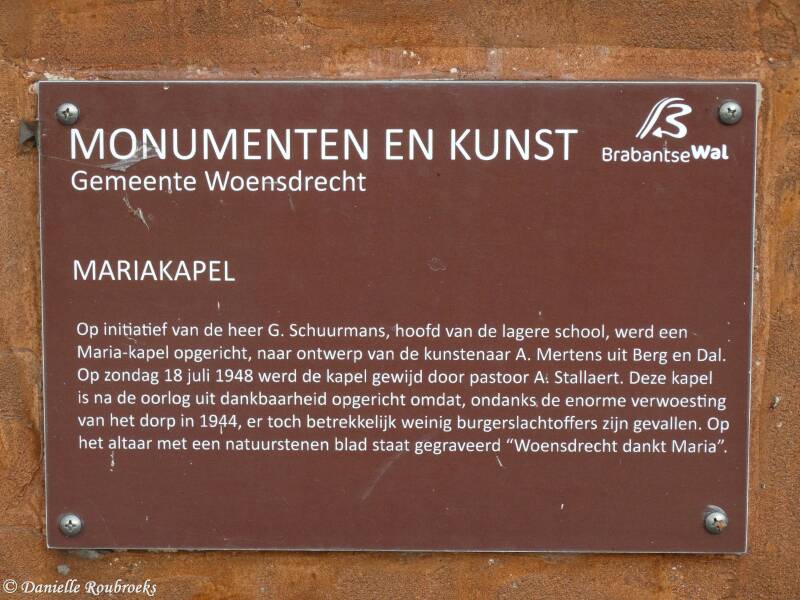 MONUMENTEN EN KUNST
Gemeente Woensdrecht
BrabantseWal
MARIAKAPEL
Op initiatief van de heer G. Schuurmans, hoofd van de lagere school, werd een
Maria-kapel opgericht, naar ontwerp van de kunstenaar A. Mertens uit Berg en Dal.
Op zondag 18 juli 1948 werd de kapel gewijd door pastoor A. Stallaert. Deze kapel
is na de oorlog uit dankbaarheid opgericht omdat, ondanks de enorme verwoesting
van het dorp in 1944, er toch betrekkelijk weinig burgerslachtoffers zijn gevallen. Op
het altaar met een natuurstenen blad staat gegraveerd “Woensdrecht dankt Maria”.
© Danielle Roubroeks